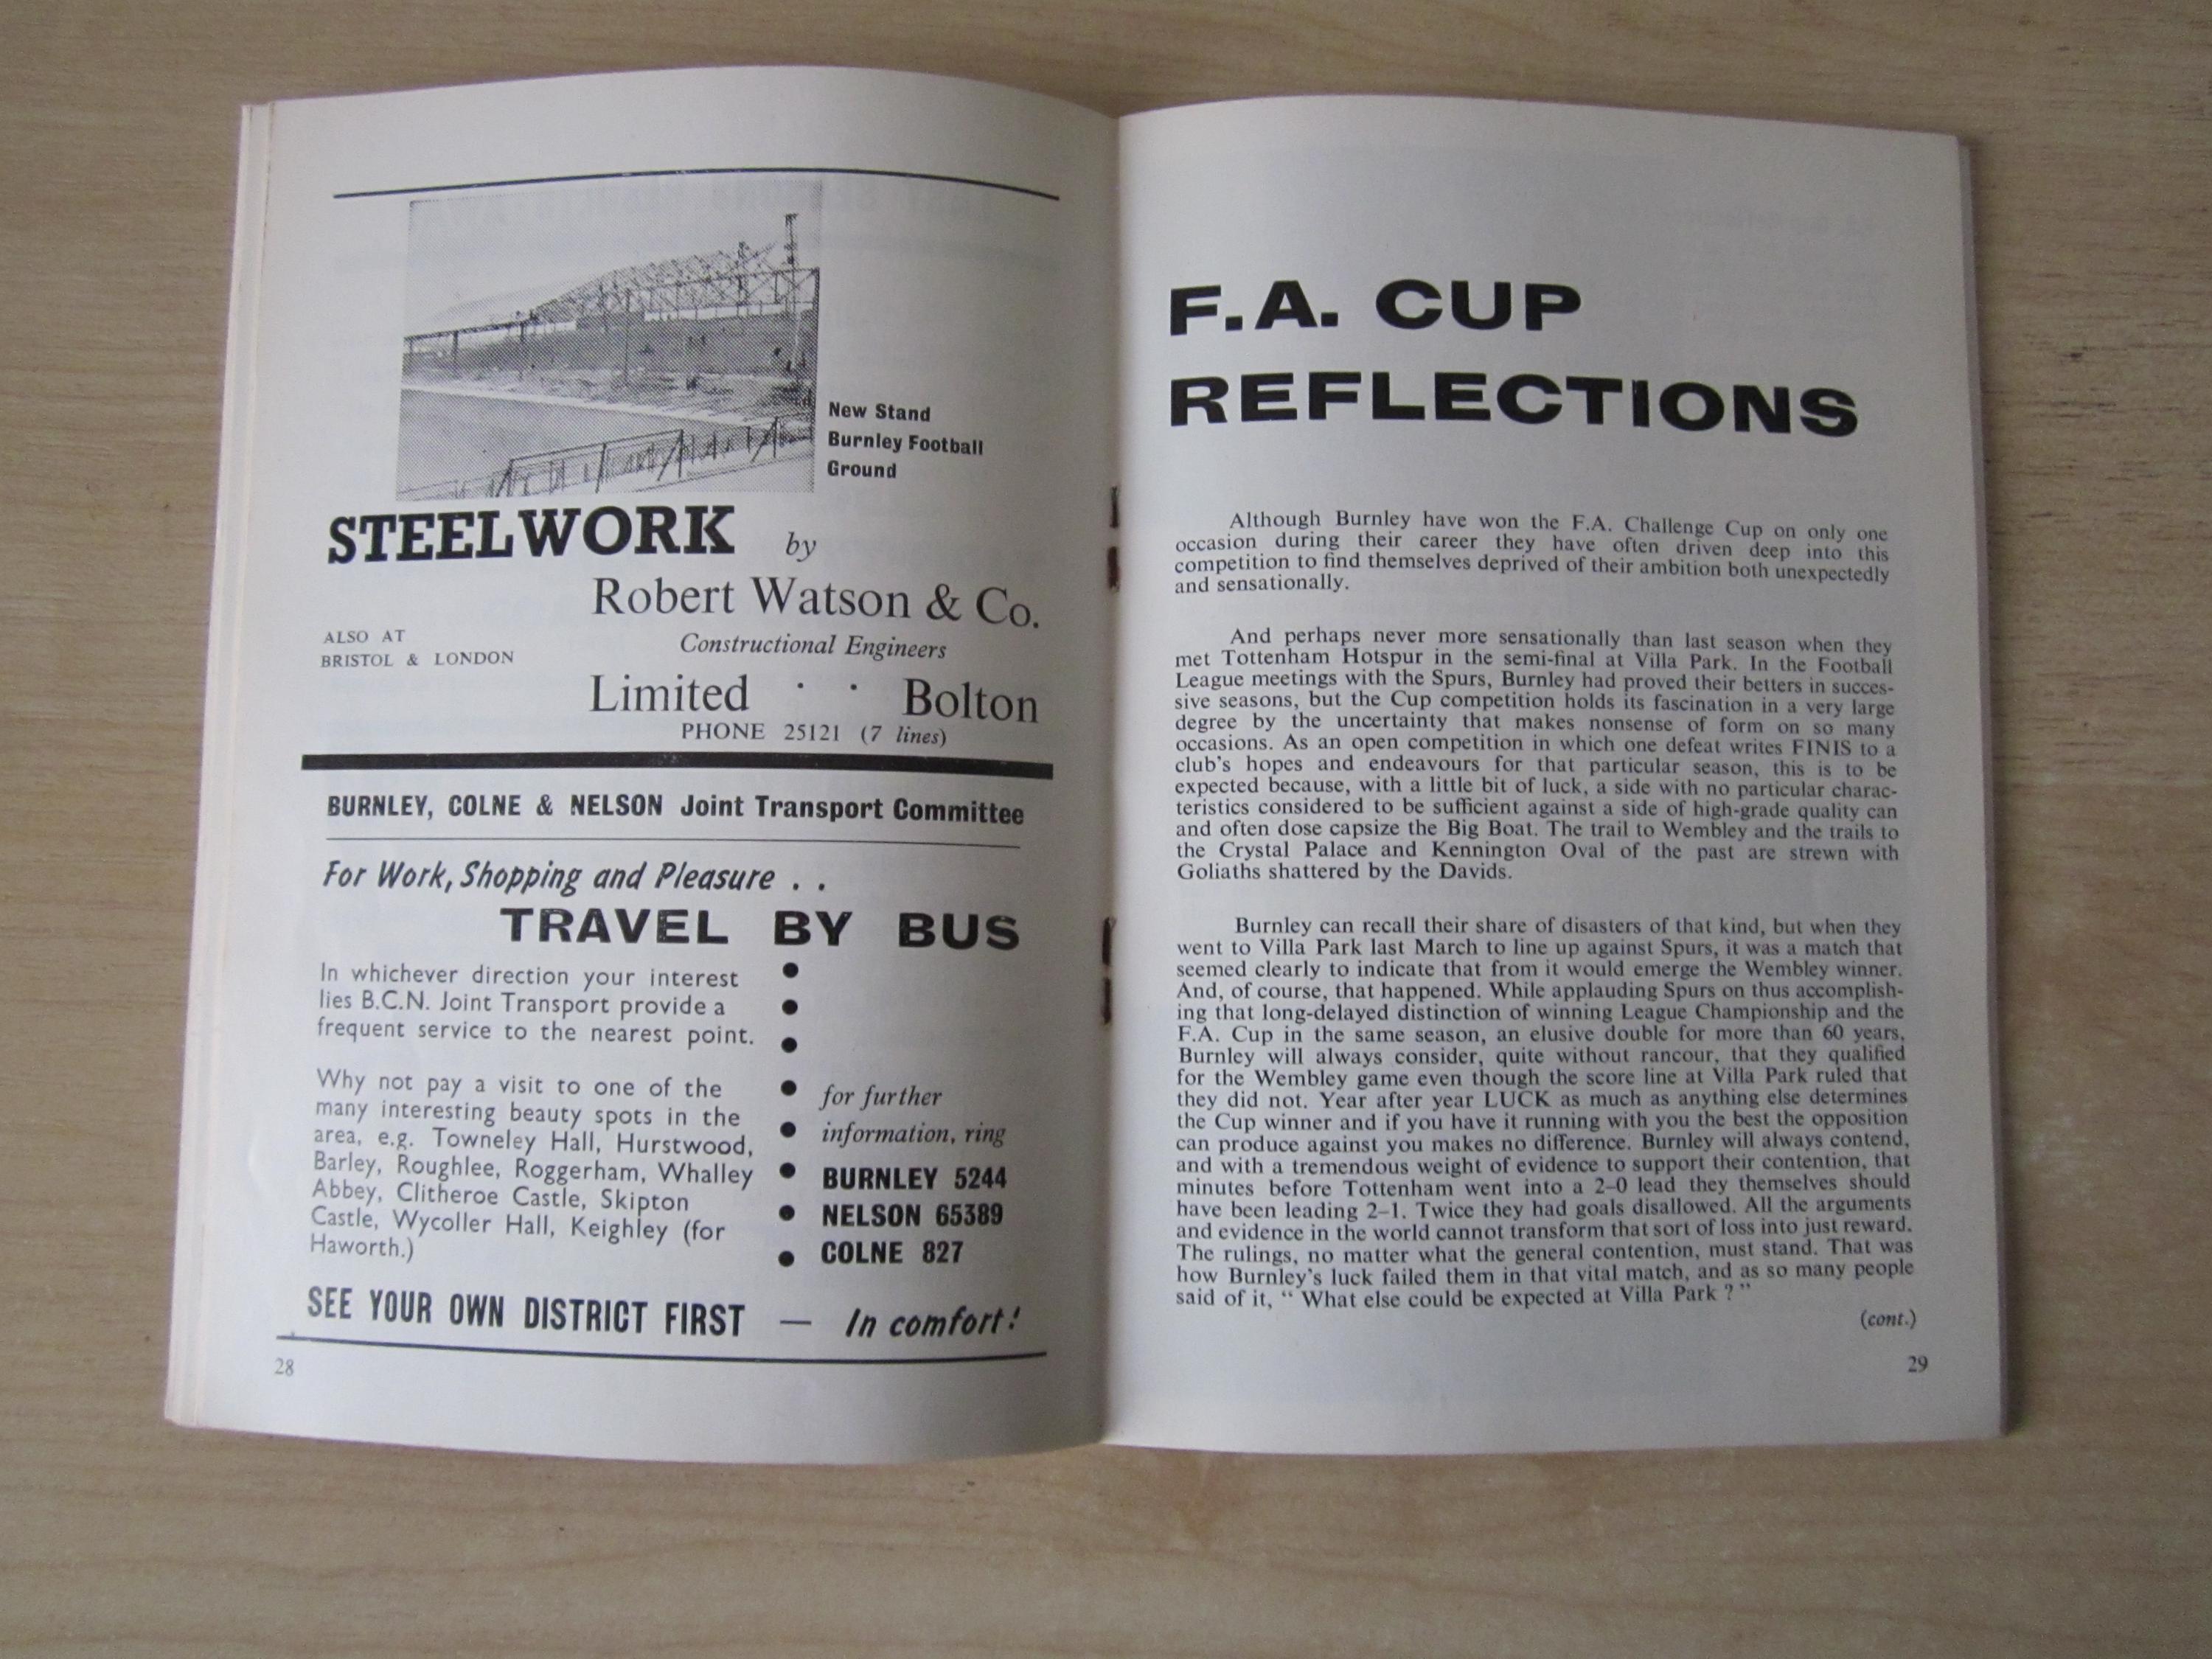 New Stand
Burnley Football
Ground
STEELWORK by
Robert Watson & Co.
ALSO AT
BRISTOL & LONDON
Constructional Engineers
Limited · · Bolton
PHONE 25121 (7 lines)
BURNLEY, COLNE & NELSON Joint Transport Committee
For Work, Shopping and Pleasure . .
TRAVEL BY BUS
In whichever direction your interest
lies B.C.N. Joint Transport provide a
frequent service to the nearest point.
Why not pay a visit to one of the
many interesting beauty spots in the
area, e.g. Towneley Hall, Hurstwood,
Barley, Roughlee, Roggerham, Whalley
Abbey, Clitheroe Castle, Skipton
Castle, Wycoller Hall, Keighley (for
Haworth.)
for further
information, ring
BURNLEY 5244
NELSON 65389
COLNE 827
SEE YOUR OWN DISTRICT FIRST — In comfort!
28
F.A. CUP
REFLECTIONS
Although Burnley have won the F.A. Challenge Cup on only one
occasion during their career they have often driven deep into this
competition to find themselves deprived of their ambition both unexpectedly
and sensationally.
And perhaps never more sensationally than last season when they
met Tottenham Hotspur in the semi-final at Villa Park. In the Football
League meetings with the Spurs, Burnley had proved their betters in succes-
sive seasons, but the Cup competition holds its fascination in a very large
degree by the uncertainty that makes nonsense of form on so many
occasions. As an open competition in which one defeat writes FINIS to a
club's hopes and endeavours for that particular season, this is to be
expected because, with a little bit of luck, a side with no particular charac-
teristics considered to be sufficient against a side of high-grade quality can
and often dose capsize the Big Boat. The trail to Wembley and the trails to
the Crystal Palace and Kennington Oval of the past are strewn with
Goliaths shattered by the Davids.
Burnley can recall their share of disasters of that kind, but when they
went to Villa Park last March to line up against Spurs, it was a match that
seemed clearly to indicate that from it would emerge the Wembley winner.
And, of course, that happened. While applauding Spurs on thus accomplish-
ing that long-delayed distinction of winning League Championship and the
F.A. Cup in the same season, an elusive double for more than 60 years,
Burnley will always consider, quite without rancour, that they qualified
for the Wembley game even though the score line at Villa Park ruled that
they did not. Year after year LUCK as much as anything else determines
the Cup winner and if you have it running with you the best the opposition
can produce against you makes no difference. Burnley will always contend,
and with a tremendous weight of evidence to support their contention, that
minutes before Tottenham went into a 2–0 lead they themselves should
have been leading 2–1. Twice they had goals disallowed. All the arguments
and evidence in the world cannot transform that sort of loss into just reward.
The rulings, no matter what the general contention, must stand. That was
how Burnley's luck failed them in that vital match, and as so many people
said of it, “ What else could be expected at Villa Park ? ”
(cont.)
29